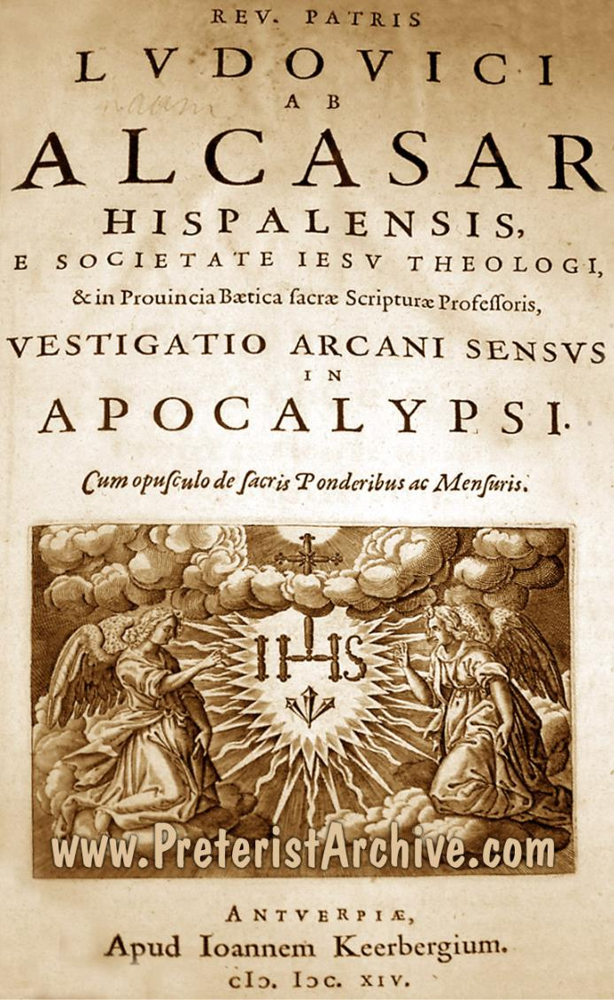 REV. PATRIS
LVDOVICI
AB
ALCASAR
HISPALENSIS,
E SOCIETATE IESV THEOLOGI,
& in Prouincia Bætica ſacræ Scripturæ Profeſſoris,
VESTIGATIO ARCANI SENSVS
IN
APOCALYPSI.
Cum opuſculo de ſacris Ponderibus ac Menſuris.
IHS
www.PreteristArchive.com
ANTVERPIÆ,
Apud Ioannem Keerbergium.
cIↄ. Iↄc. XIV.